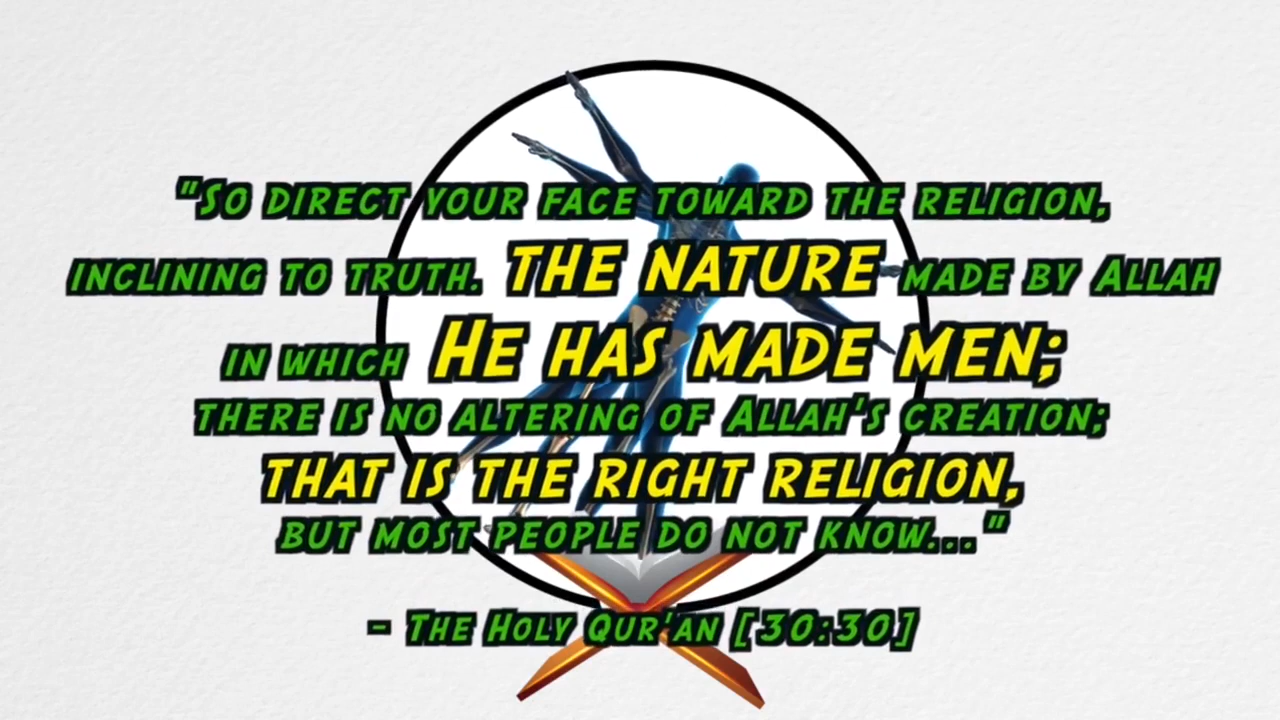 "So direct your face toward the religion,
inclining to truth. the nature made by Allah
in which He has made men;
there is no altering of Allah's creation;
that is the right religion,
but most people do not know..."
- The Holy Qur'an [30:30]